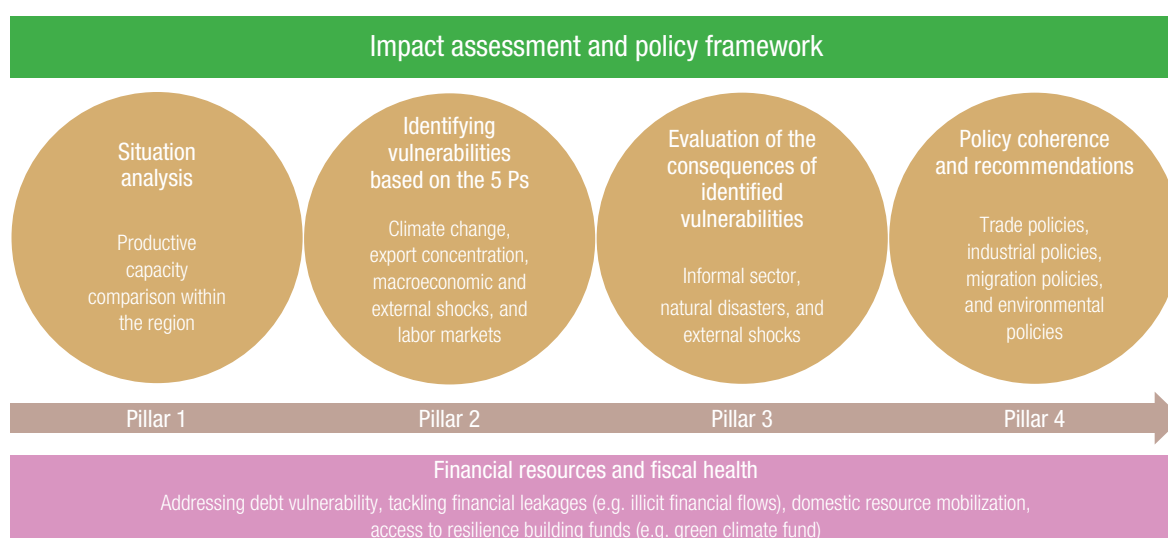 Impact assessment and policy framework
Situation
analysis
Productive
capacity
comparison within
the region
Identifying
vulnerabilities
based on the 5 Ps
Climate change,
export concentration,
macroeconomic and
external shocks, and
labor markets
Evaluation of the
consequences of
identified
vulnerabilities
Informal sector,
natural disasters, and
external shocks
Policy coherence
and recommendations
Trade policies,
industrial policies,
migration policies,
and environmental
policies
Pillar 1
Pillar 2
Pillar 3
Pillar 4
Financial resources and fiscal health
Addressing debt vulnerability, tackling financial leakages (e.g. illicit financial flows), domestic resource mobilization,
access to resilience building funds (e.g. green climate fund)